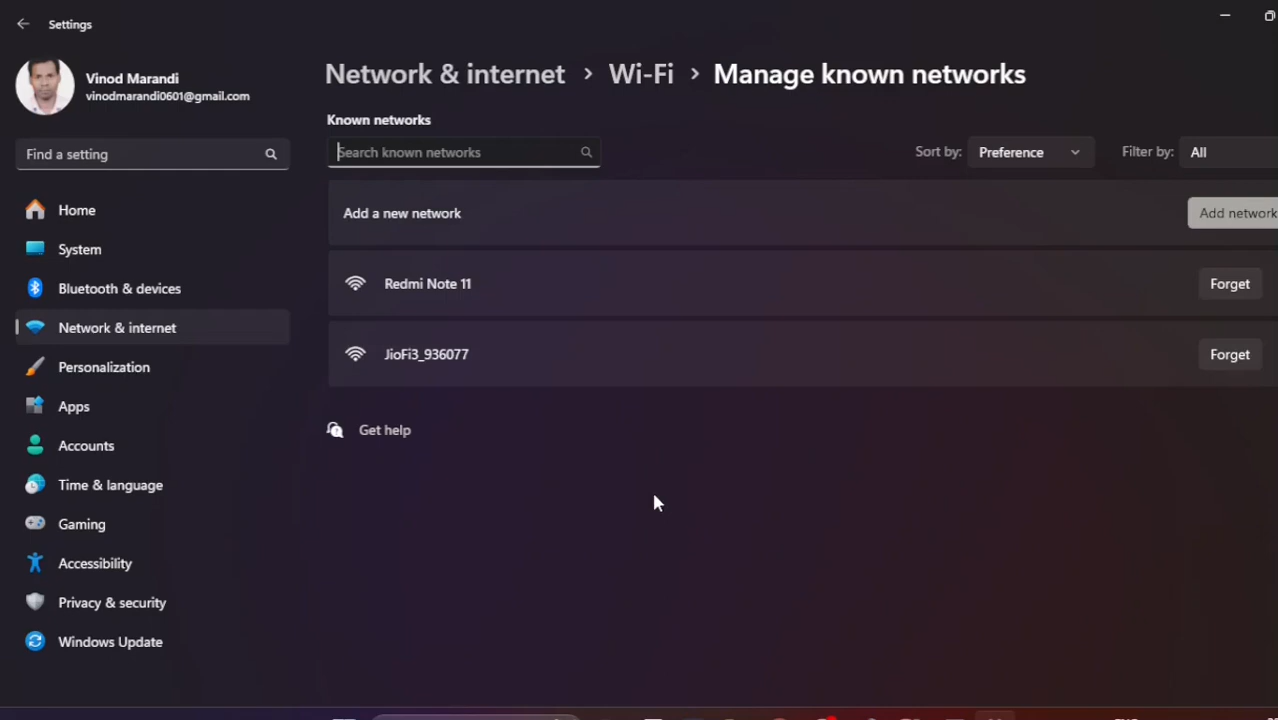 Settings
Vinod Marandi
vinodmarandi0601@gmail.com
Find a setting
Home
System
Bluetooth & devices
Network & internet
Personalization
Apps
Accounts
Time & language
Gaming
Accessibility
Privacy & security
Windows Update
Network & internet > Wi-Fi > Manage known networks
Known networks
Search known networks
Sort by: Preference
Filter by: All
Add a new network
Add network
Redmi Note 11
Forget
JioFi3_936077
Forget
Get help